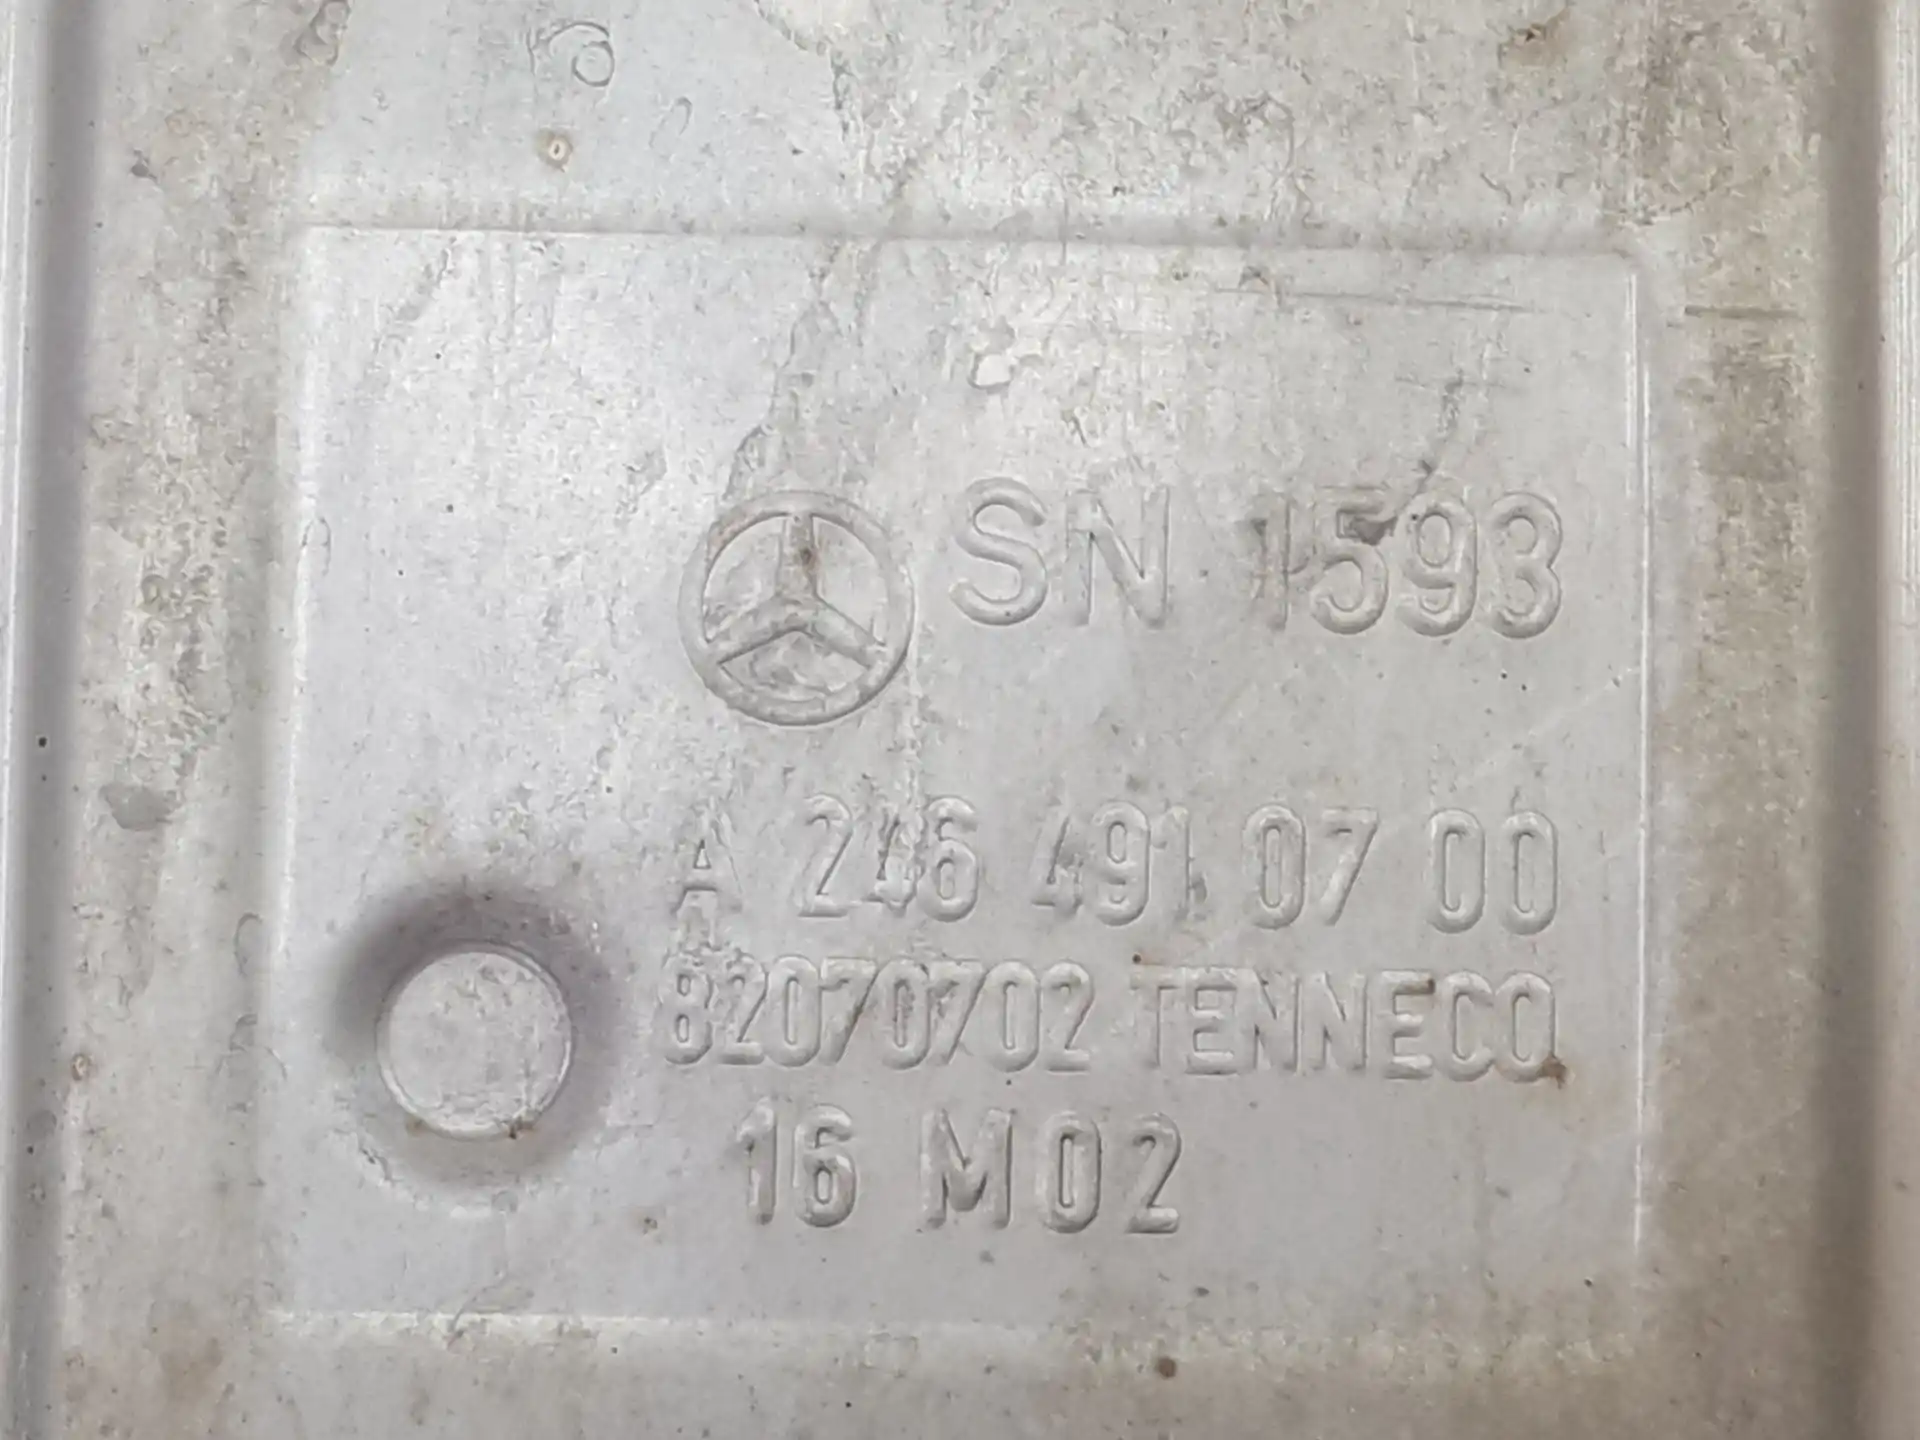 SN 1593
A 246 491 07 00
82070702 TENNECO
16 M02